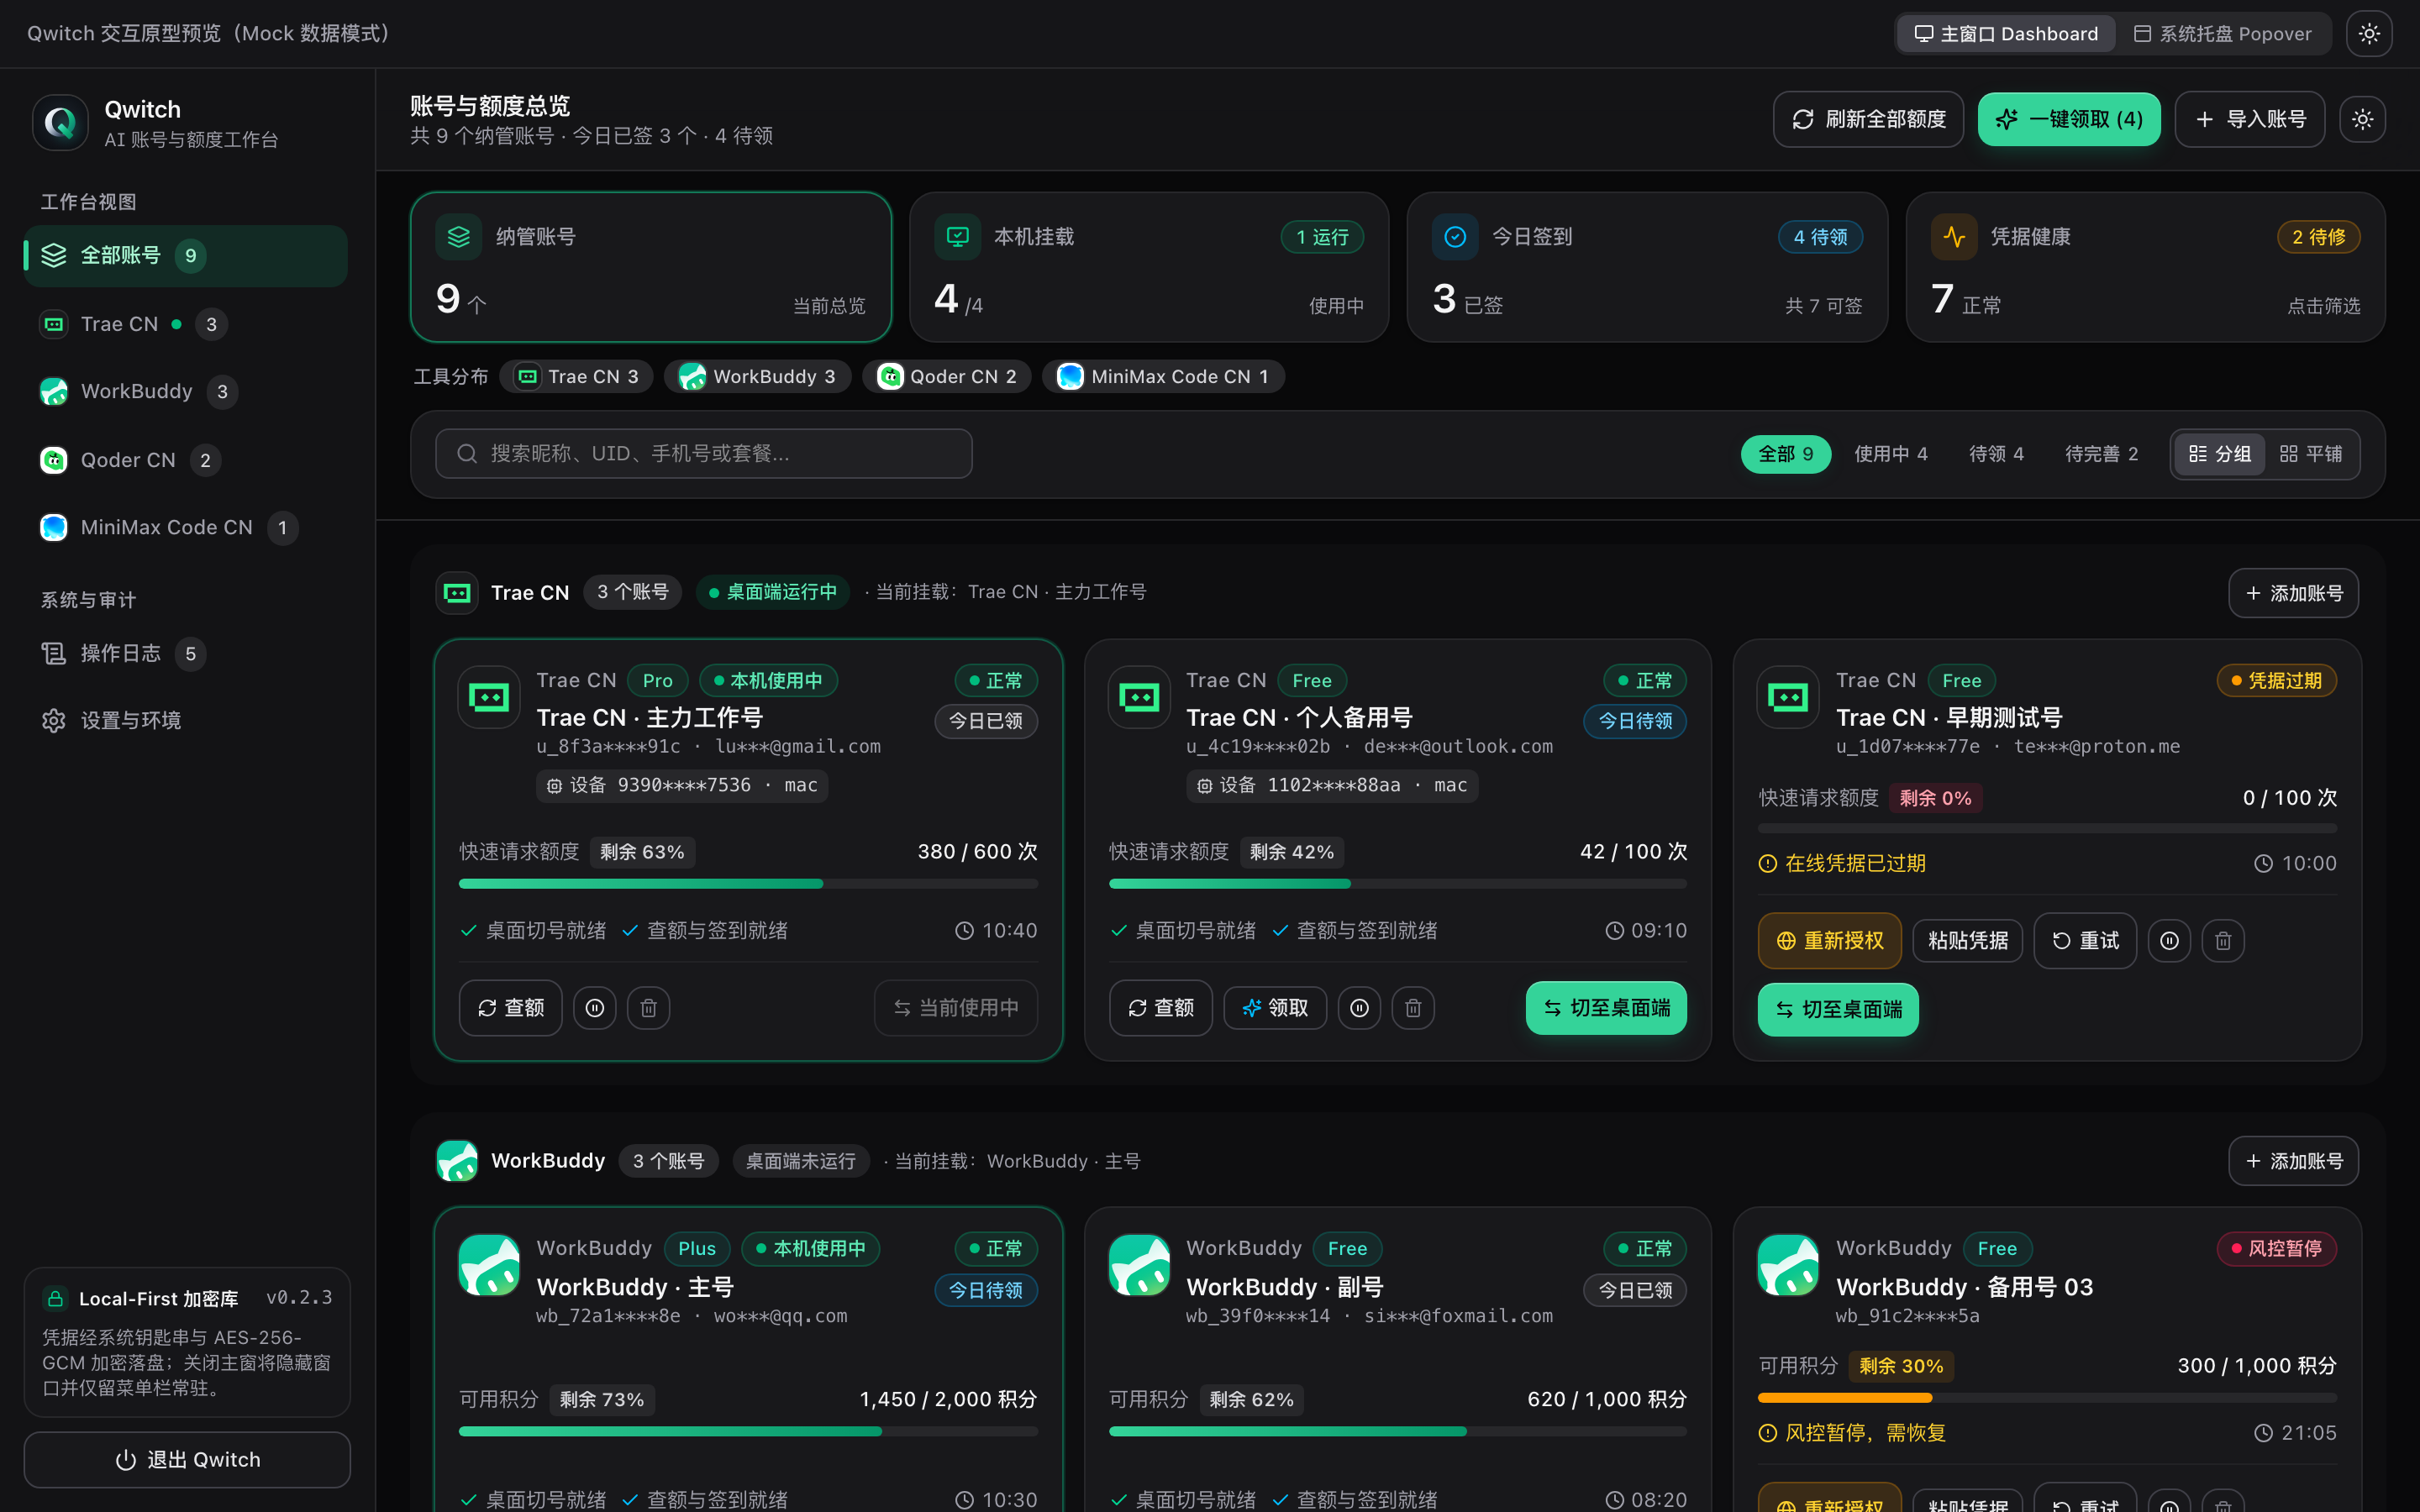 Qwitch 交互原型预览（Mock 数据模式）
主窗口 Dashboard
系统托盘 Popover
Qwitch
AI 账号与额度工作台
工作台视图
全部账号 9
Trae CN 3
WorkBuddy 3
Qoder CN 2
MiniMax Code CN 1
系统与审计
操作日志 5
设置与环境
Local-First 加密库 v0.2.3
凭据经系统钥匙串与 AES-256-
GCM 加密落盘；关闭主窗将隐藏窗
口并仅留菜单栏常驻。
退出 Qwitch
账号与额度总览
共 9 个纳管账号 · 今日已签 3 个 · 4 待领
刷新全部额度
一键领取 (4)
导入账号
纳管账号
9 个
当前总览
本机挂载
1 运行
4 /4
使用中
今日签到
4 待领
3 已签
共 7 可签
凭据健康
2 待修
7 正常
点击筛选
工具分布 Trae CN 3 WorkBuddy 3 Qoder CN 2 MiniMax Code CN 1
搜索昵称、UID、手机号或套餐...
全部 9 使用中 4 待领 4 待完善 2
分组 平铺
Trae CN 3 个账号 桌面端运行中 · 当前挂载：Trae CN · 主力工作号
添加账号
Trae CN Pro 本机使用中 正常
Trae CN · 主力工作号 今日已领
u_8f3a****91c · lu***@gmail.com
设备 9390****7536 · mac
快速请求额度 剩余 63% 380 / 600 次
桌面切号就绪 查额与签到就绪 10:40
查额 当前使用中
Trae CN Free 正常
Trae CN · 个人备用号 今日待领
u_4c19****02b · de***@outlook.com
设备 1102****88aa · mac
快速请求额度 剩余 42% 42 / 100 次
桌面切号就绪 查额与签到就绪 09:10
查额 领取 切至桌面端
Trae CN Free 凭据过期
Trae CN · 早期测试号
u_1d07****77e · te***@proton.me
快速请求额度 剩余 0% 0 / 100 次
在线凭据已过期 10:00
重新授权 粘贴凭据 重试
切至桌面端
WorkBuddy 3 个账号 桌面端未运行 · 当前挂载：WorkBuddy · 主号
添加账号
WorkBuddy Plus 本机使用中 正常
WorkBuddy · 主号 今日待领
wb_72a1****8e · wo***@qq.com
可用积分 剩余 73% 1,450 / 2,000 积分
桌面切号就绪 查额与签到就绪 10:30
WorkBuddy Free 正常
WorkBuddy · 副号 今日已领
wb_39f0****14 · si***@foxmail.com
可用积分 剩余 62% 620 / 1,000 积分
桌面切号就绪 查额与签到就绪 08:20
WorkBuddy Free 风控暂停
WorkBuddy · 备用号 03
wb_91c2****5a
可用积分 剩余 30% 300 / 1,000 积分
风控暂停，需恢复 21:05
重新授权 粘贴凭据 重试